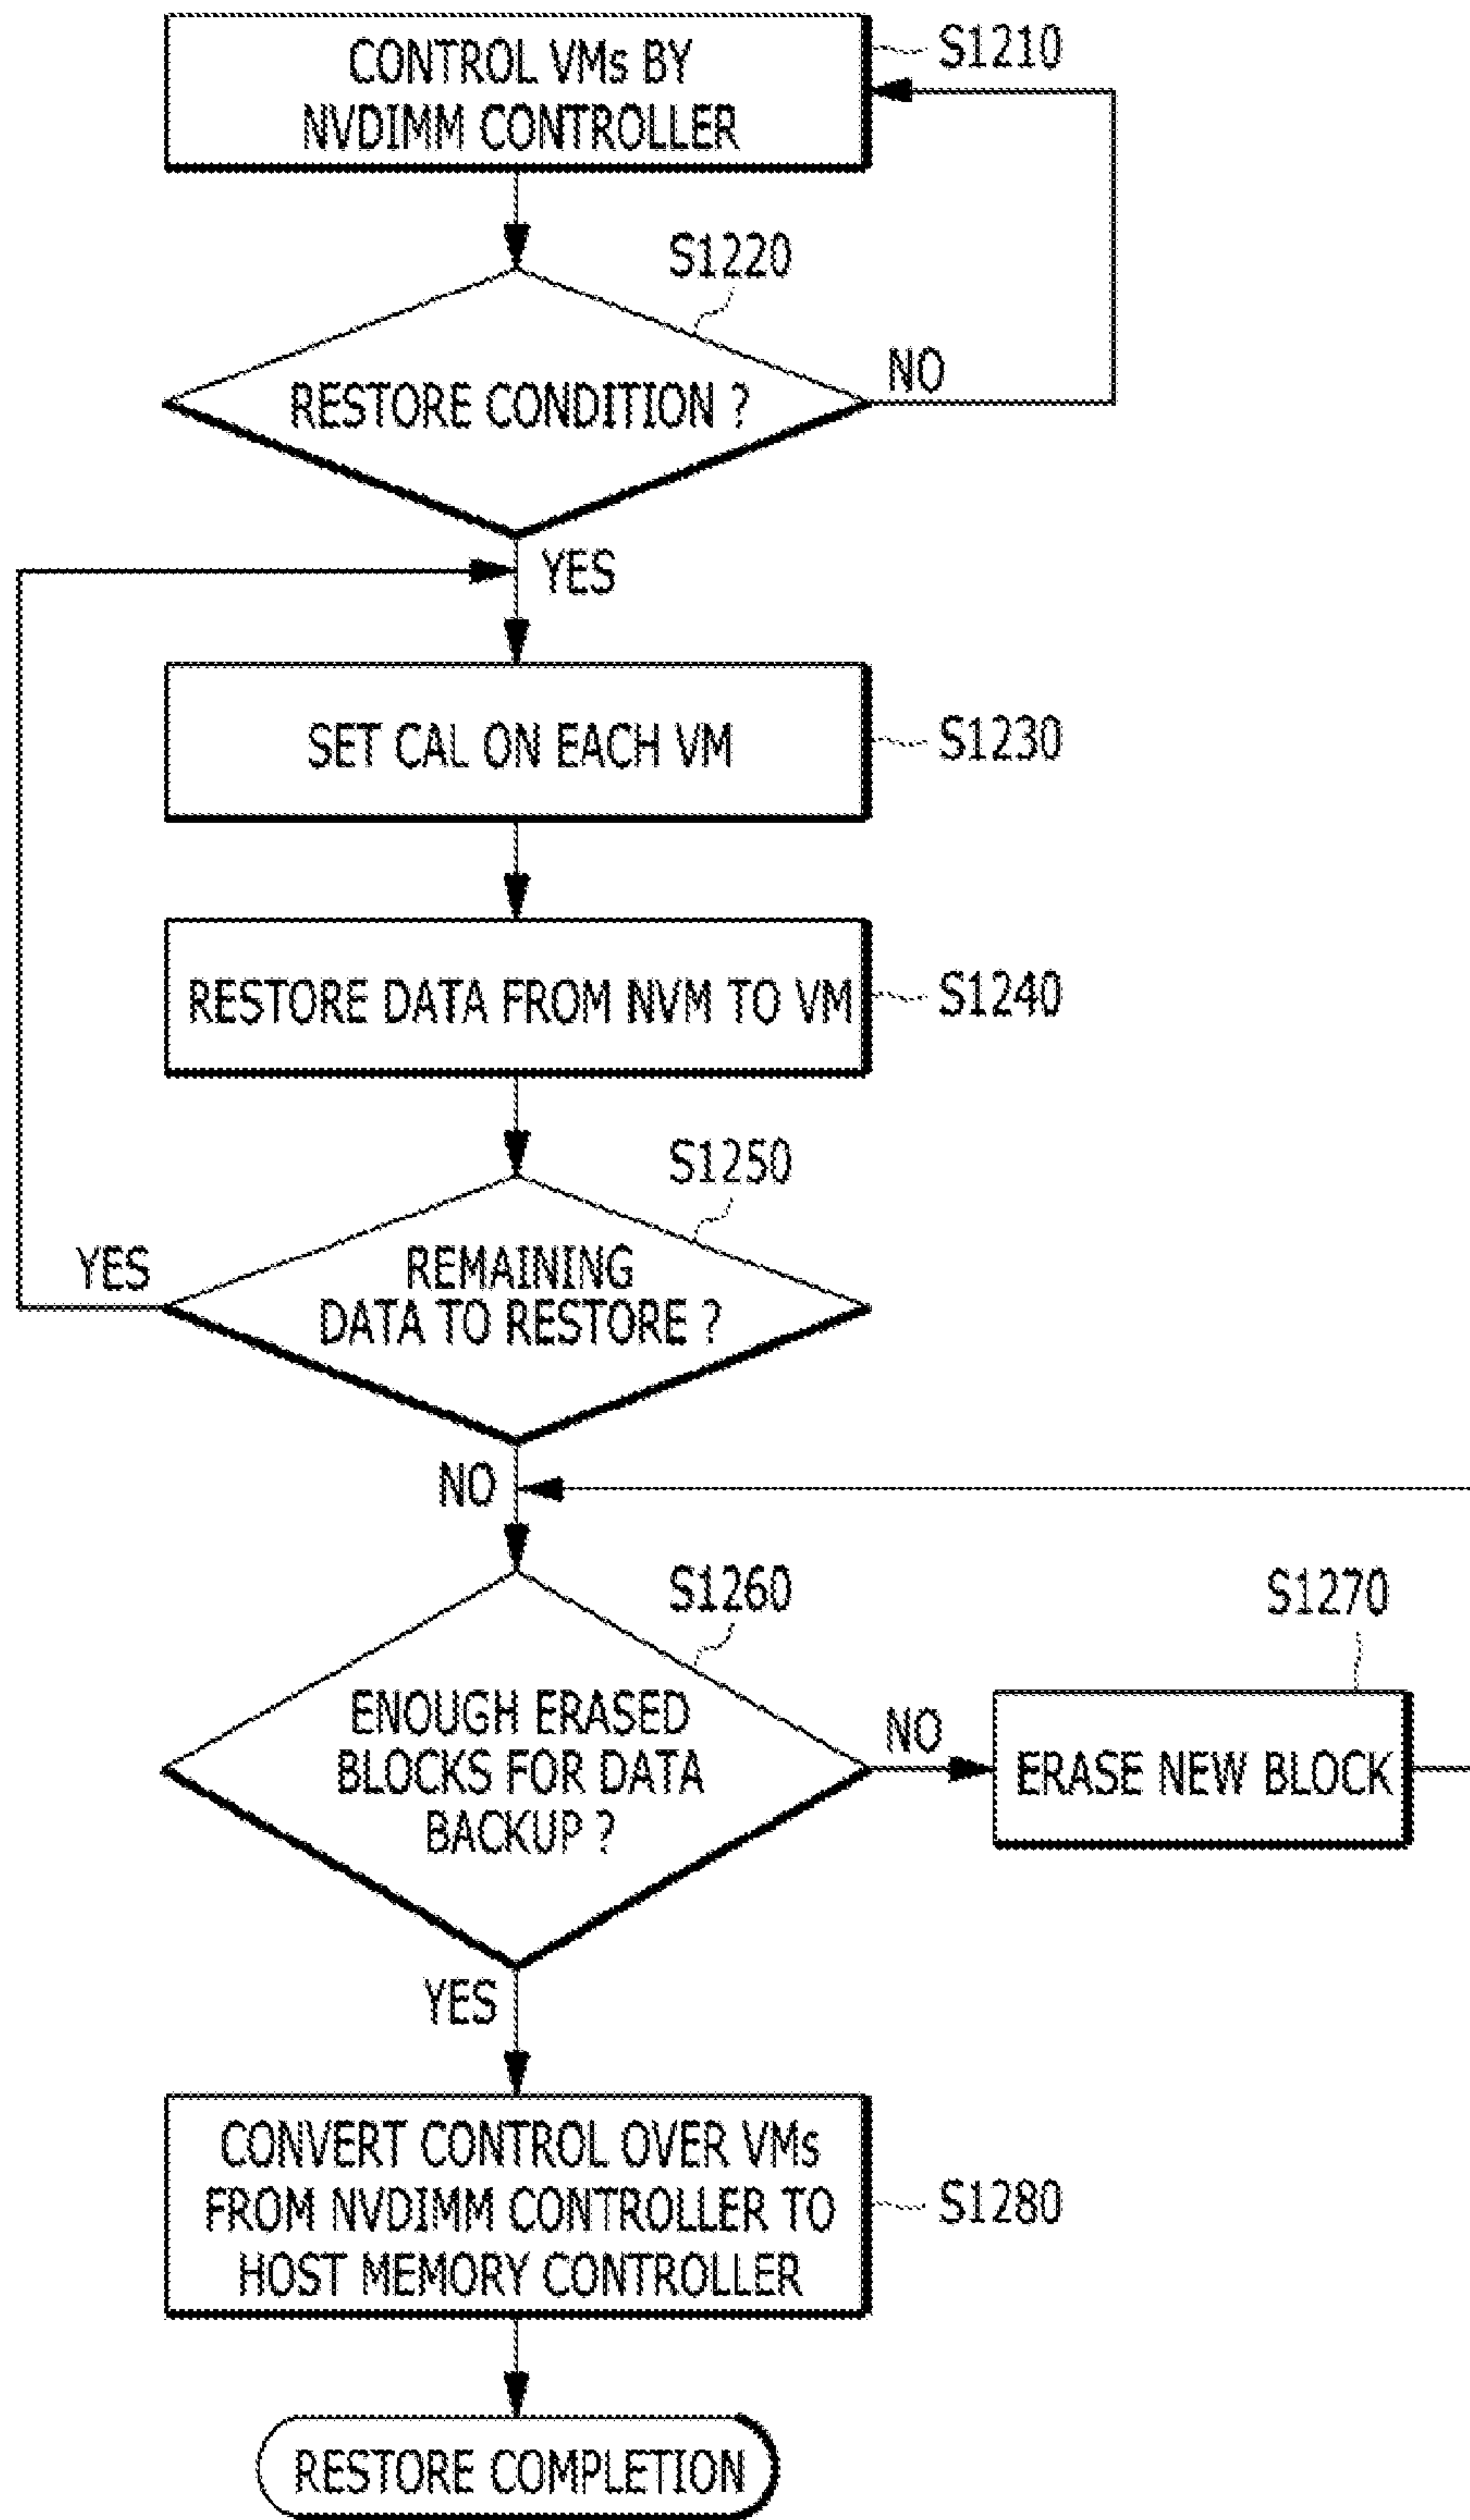 CONTROL VMs BY
NVDIMM CONTROLLER
S1210
S1220
RESTORE CONDITION ?
NO
YES
SET CAL ON EACH VM
S1230
RESTORE DATA FROM NVM TO VM
S1240
S1250
YES
REMAINING
DATA TO RESTORE ?
NO
S1260
S1270
ENOUGH ERASED
BLOCKS FOR DATA
BACKUP ?
NO
ERASE NEW BLOCK
YES
CONVERT CONTROL OVER VMs
FROM NVDIMM CONTROLLER TO
HOST MEMORY CONTROLLER
S1280
RESTORE COMPLETION